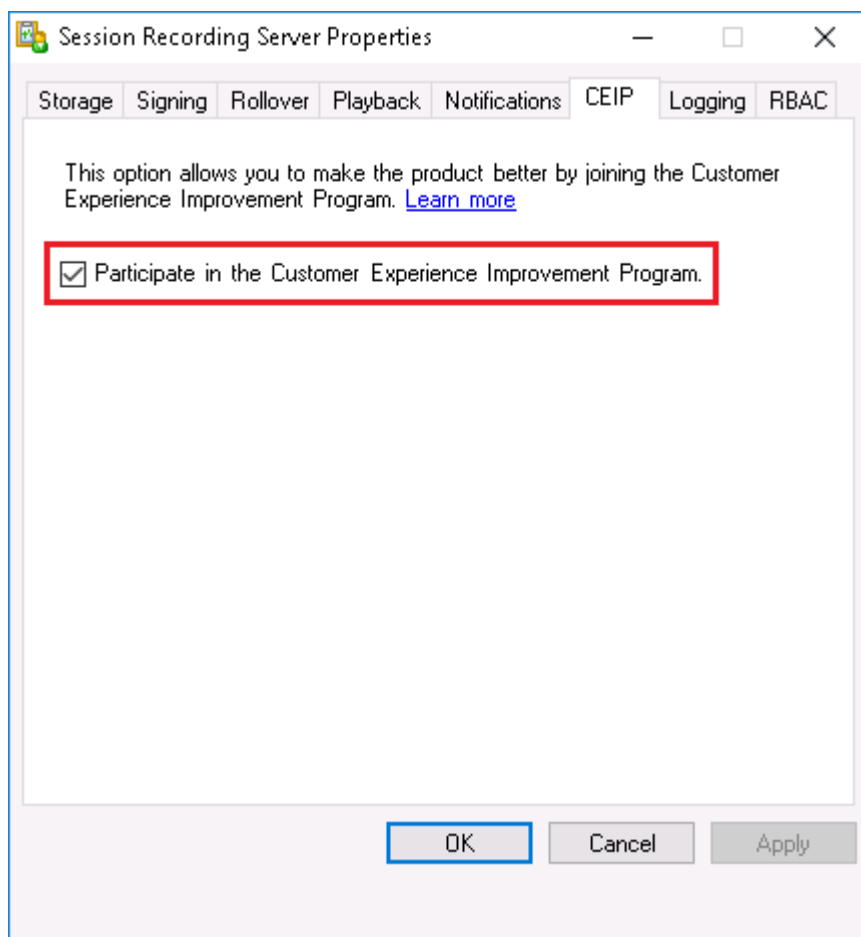 Session Recording Server Properties
Storage Signing Rollover Playback Notifications CEIP Logging RBAC
This option allows you to make the product better by joining the Customer
Experience Improvement Program. Learn more
Participate in the Customer Experience Improvement Program.
OK Cancel Apply